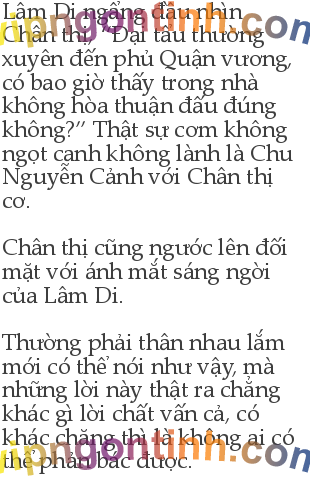 Lâm Di ngẩng đầu nhìn
Chân thị, "Đại tẩu thường
xuyên đến phủ Quận vương,
có bao giờ thấy trong nhà
không hòa thuận đấu đúng
không?" Thật sự cơm không
ngọt canh không lành là Chu
Nguyễn Cảnh với Chân thị
cơ.
Chân thị cũng ngước lên đối
mặt với ánh mắt sáng ngời
của Lâm Di.
Thường phải thân nhau lắm
mới có thể nói như vậy, mà
những lời này thật ra chẳng
khác gì lời chất vấn cả, có
khác chăng thì là không ai có
thể phản bác được.
vipngontinh.com
vipngontinh.com